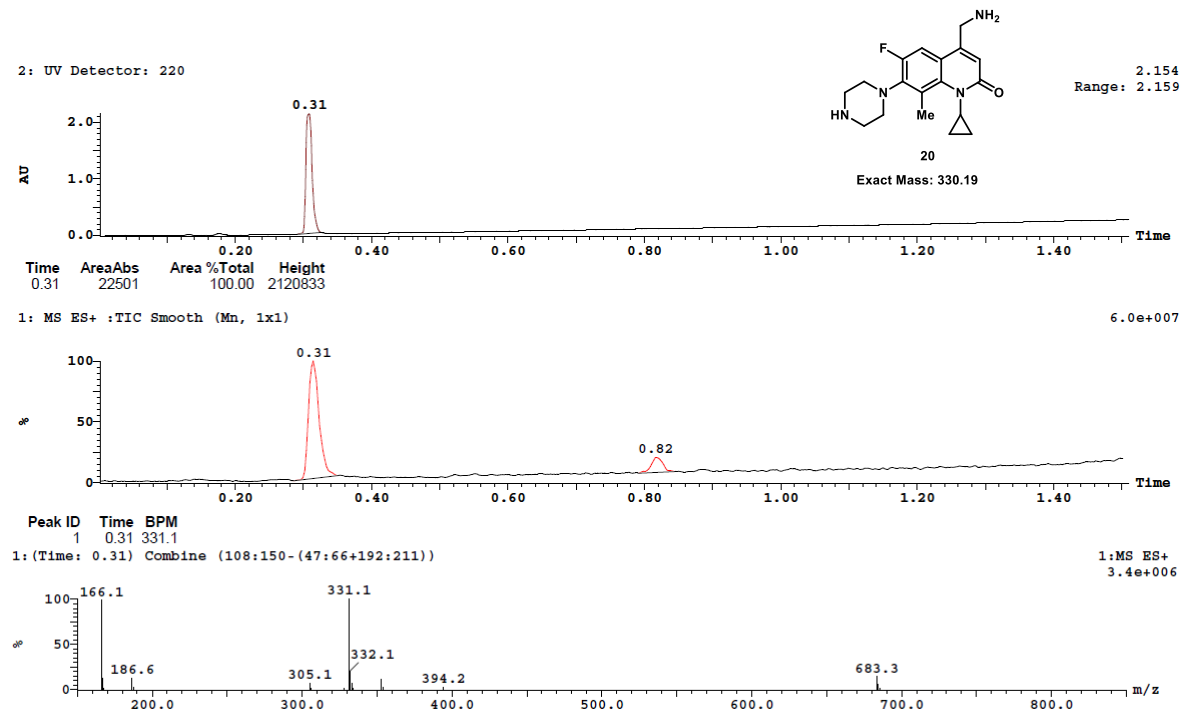 NH2
F
N
HN
Me
N
O
20
Exact Mass: 330.19
2: UV Detector: 220
2.154
Range: 2.159
0.31
2.0
1.0
0.0
AU
0.20 0.40 0.60 0.80 1.00 1.20 1.40
Time
Time AreaAbs Area %Total Height
0.31 22501 100.00 2120833
1: MS ES+ :TIC Smooth (Mn, 1x1)
6.0e+007
0.31
0.82
100
50
0
%
0.20 0.40 0.60 0.80 1.00 1.20 1.40
Time
Peak ID Time BPM
1 0.31 331.1
1:(Time: 0.31) Combine (108:150-(47:66+192:211))
1:MS ES+
3.4e+006
100
50
0
%
166.1
186.6
305.1
331.1
332.1
394.2
683.3
200.0 300.0 400.0 500.0 600.0 700.0 800.0
m/z